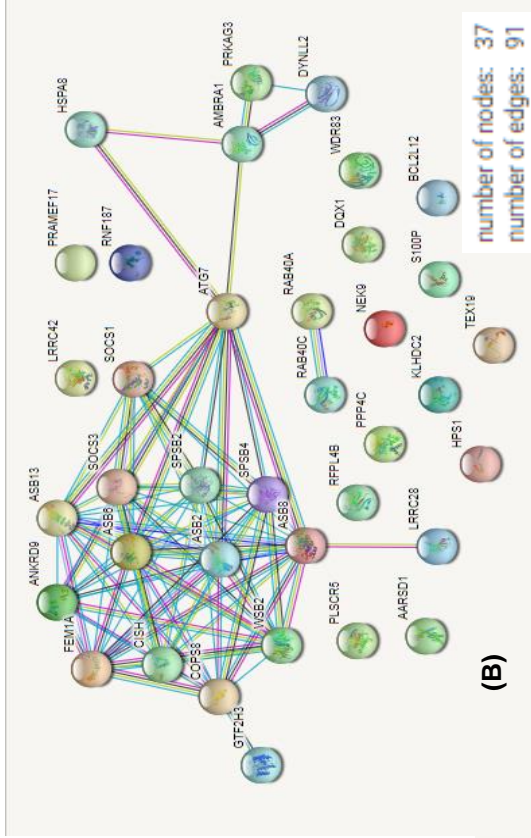 HSPA8
PRKAG3
AMBRA1
DYNLL2
PRAMEF17
RNF187
WDR83
BCL2L12
DQX1
S100P
ATG7
RAB40A
NEK9
TEX19
LRRC42
SOCS1
RAB40C
KLHDC2
HPS1
PPP4C
SOCS3
SPSB2
SPSB4
RFPL4B
LRRC28
ASB13
ASB6
ASB2
ASB8
ANKRD9
CISH
WSB2
PLSCR5
AARSD1
FEM1A
COPS8
GTF2H3
(B)
number of nodes: 37
number of edges: 91